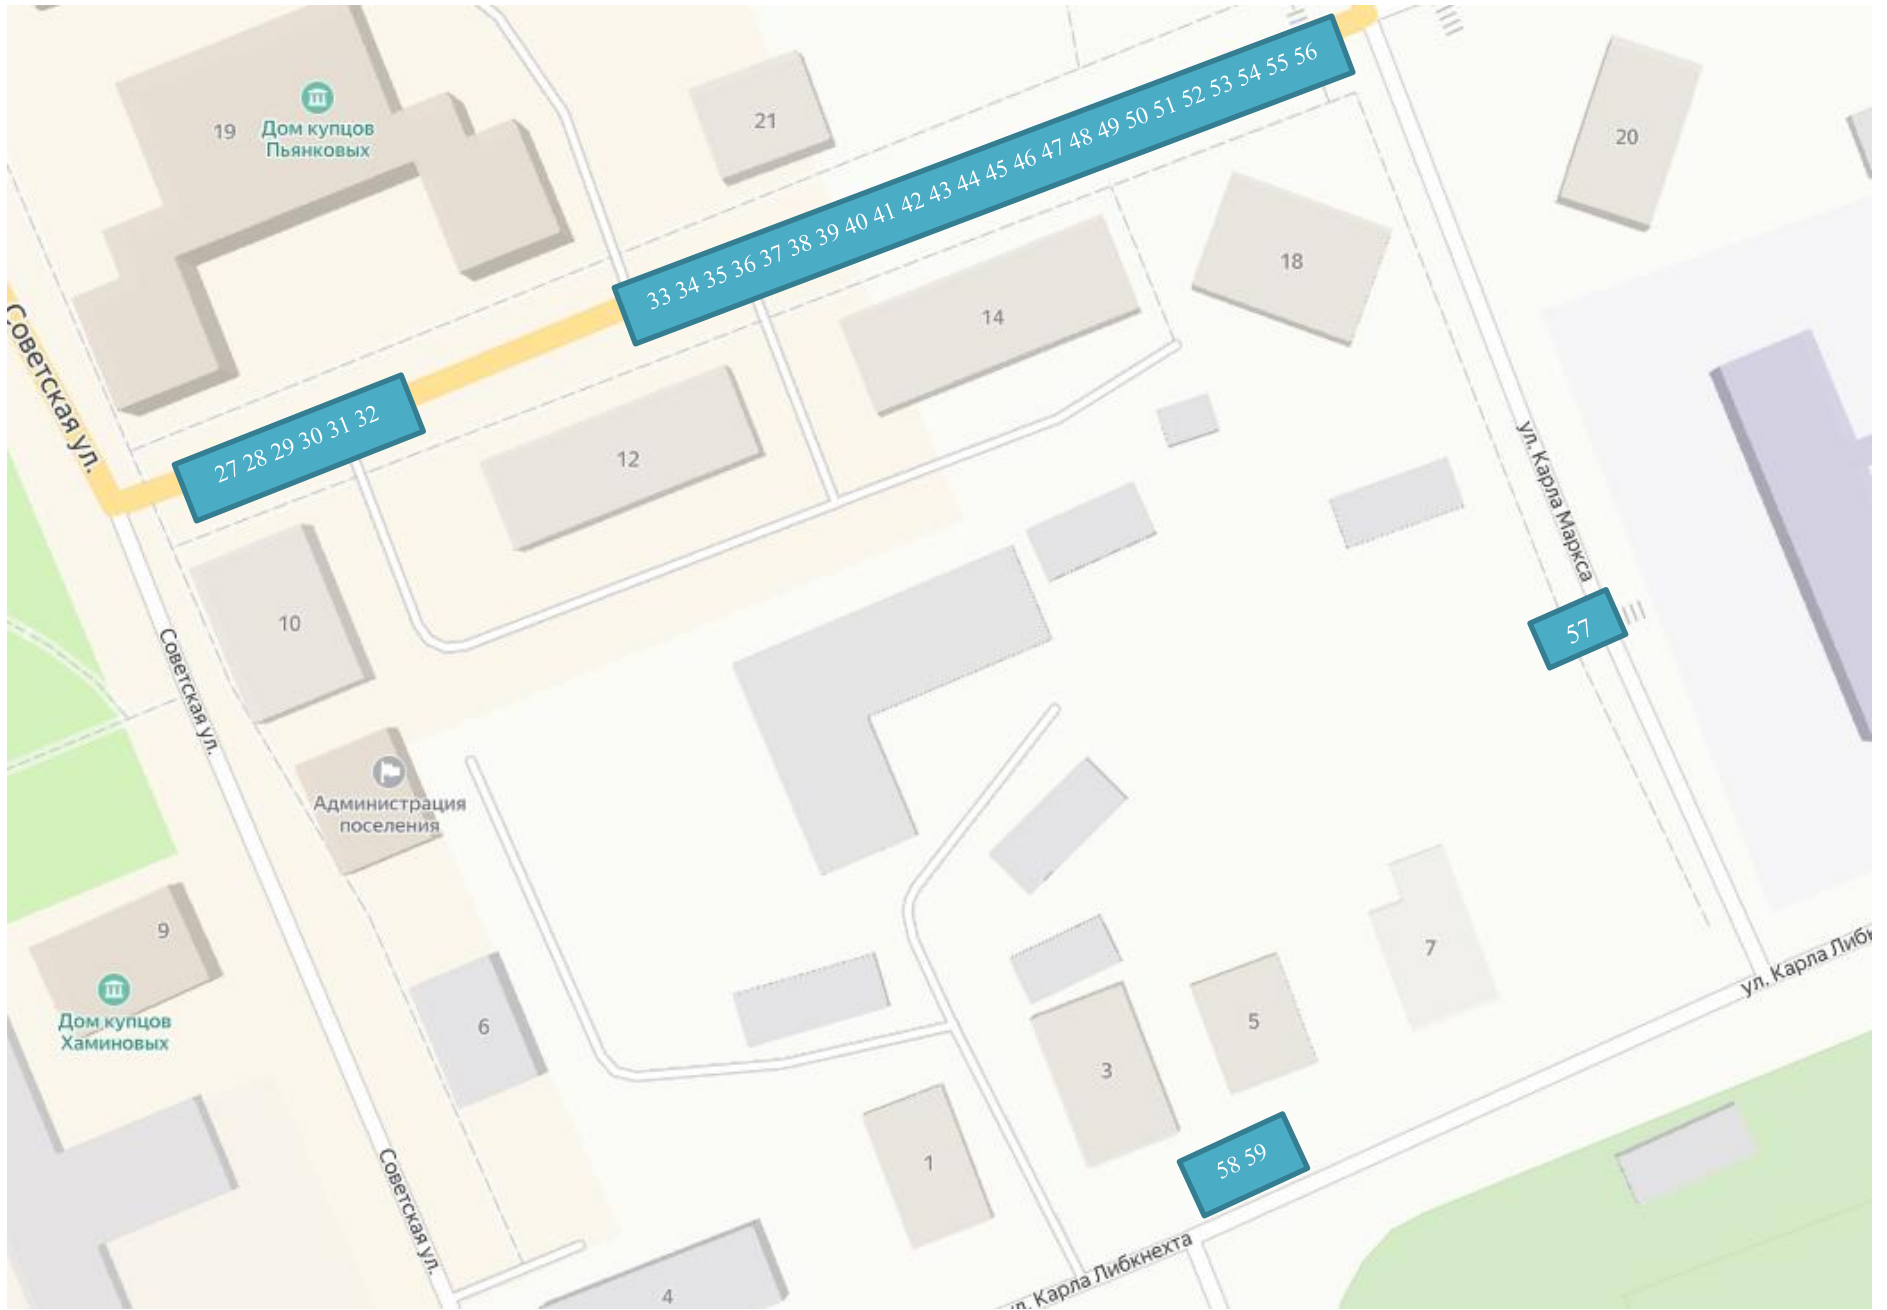 19
Дом купцов
Пьянковых
21
33 34 35 36 37 38 39 40 41 42 43 44 45 46 47 48 49 50 51 52 53 54 55 56
20
18
14
Советская ул.
27 28 29 30 31 32
12
10
ул. Карла Маркса
57
Советская ул.
Администрация
поселения
9
Дом купцов
Хаминовых
6
7
ул. Карла Либк
5
3
1
58 59
Советская ул.
ул. Карла Либкнехта
4